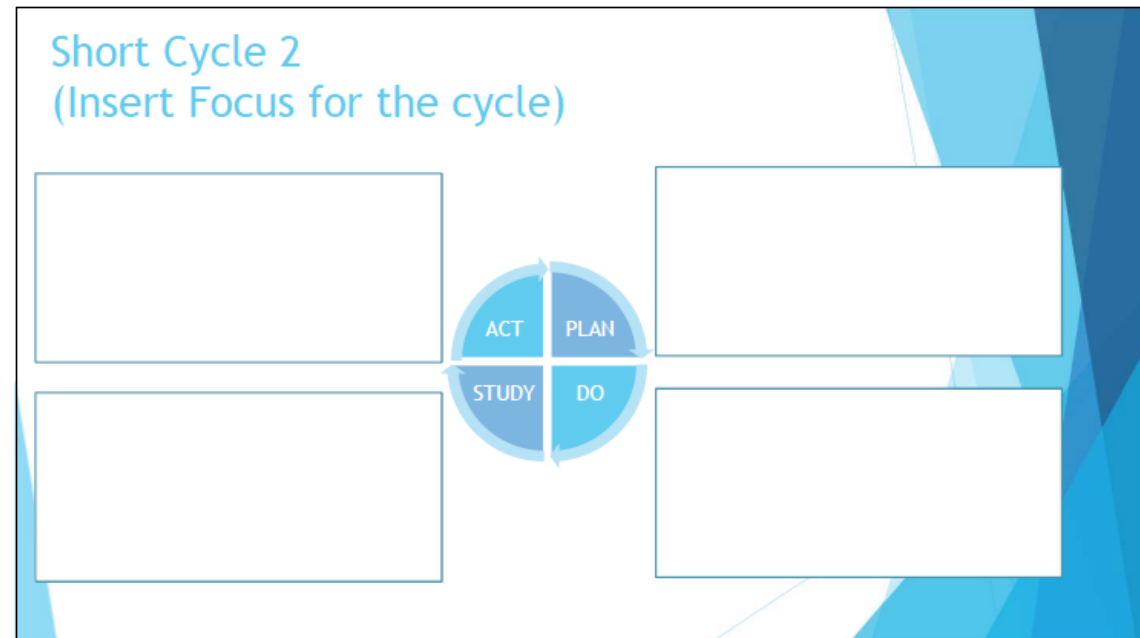 Short Cycle 2
(Insert Focus for the cycle)
ACT
PLAN
STUDY
DO